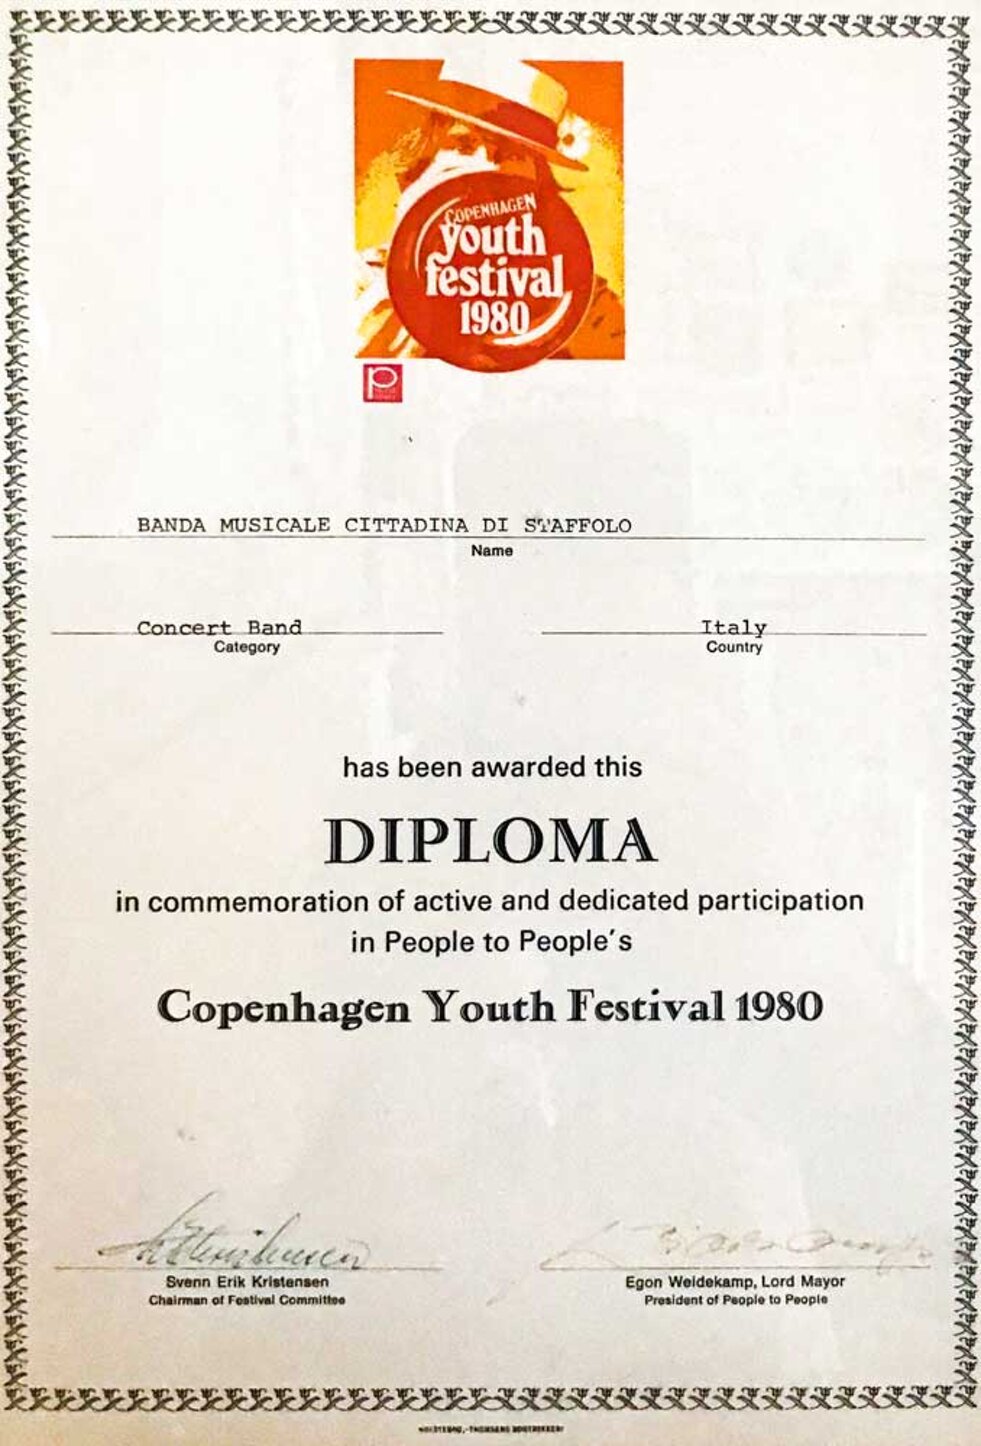 COPENHAGEN
youth
festival
1980
BANDA MUSICALE CITTADINA DI STAFFOLO
Name
Concert Band
Category
Italy
Country
has been awarded this
DIPLOMA
in commemoration of active and dedicated participation
in People to People's
Copenhagen Youth Festival 1980
Svenn Erik Kristensen
Chairman of Festival Committee
Egon Weidekamp, Lord Mayor
President of People to People